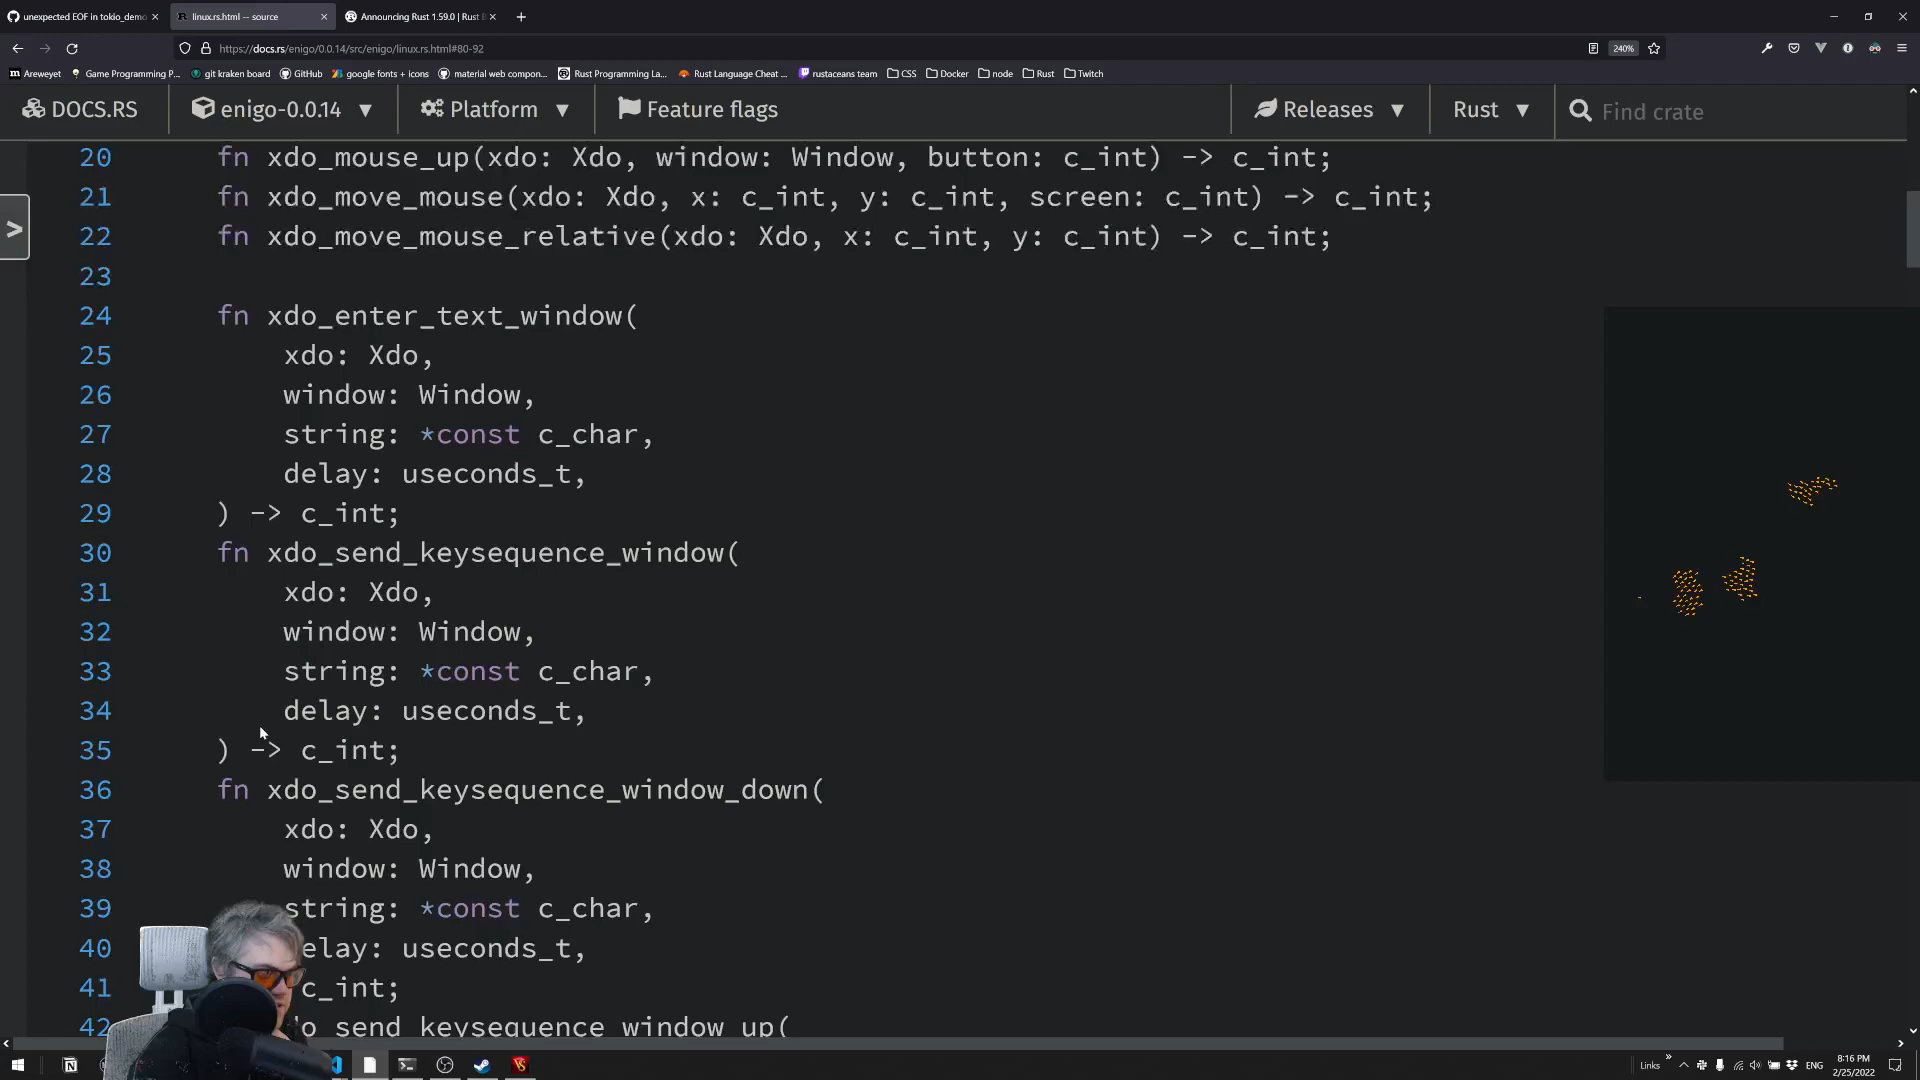 unexpected EOF in tokio_demo
linux.rs.html -- source
Announcing Rust 1.59.0 | Rust B
https://docs.rs/enigo/0.0.14/src/enigo/linux.rs.html#80-92
240%
Areweyet
Game Programming P...
git kraken board
GitHub
google fonts + icons
material web compon...
Rust Programming La...
Rust Language Cheat ...
rustaceans team
CSS
Docker
node
Rust
Twitch
DOCS.RS
enigo-0.0.14
Platform
Feature flags
Releases
Rust
Find crate
20 fn xdo_mouse_up(xdo: Xdo, window: Window, button: c_int) -> c_int;
21 fn xdo_move_mouse(xdo: Xdo, x: c_int, y: c_int, screen: c_int) -> c_int;
22 fn xdo_move_mouse_relative(xdo: Xdo, x: c_int, y: c_int) -> c_int;
23
24 fn xdo_enter_text_window(
25 xdo: Xdo,
26 window: Window,
27 string: *const c_char,
28 delay: useconds_t,
29 ) -> c_int;
30 fn xdo_send_keysequence_window(
31 xdo: Xdo,
32 window: Window,
33 string: *const c_char,
34 delay: useconds_t,
35 ) -> c_int;
36 fn xdo_send_keysequence_window_down(
37 xdo: Xdo,
38 window: Window,
39 string: *const c_char,
40 elay: useconds_t,
41 c_int;
42 do_send_keysequence_window_up(
Links
ENG
8:16 PM
2/25/2022